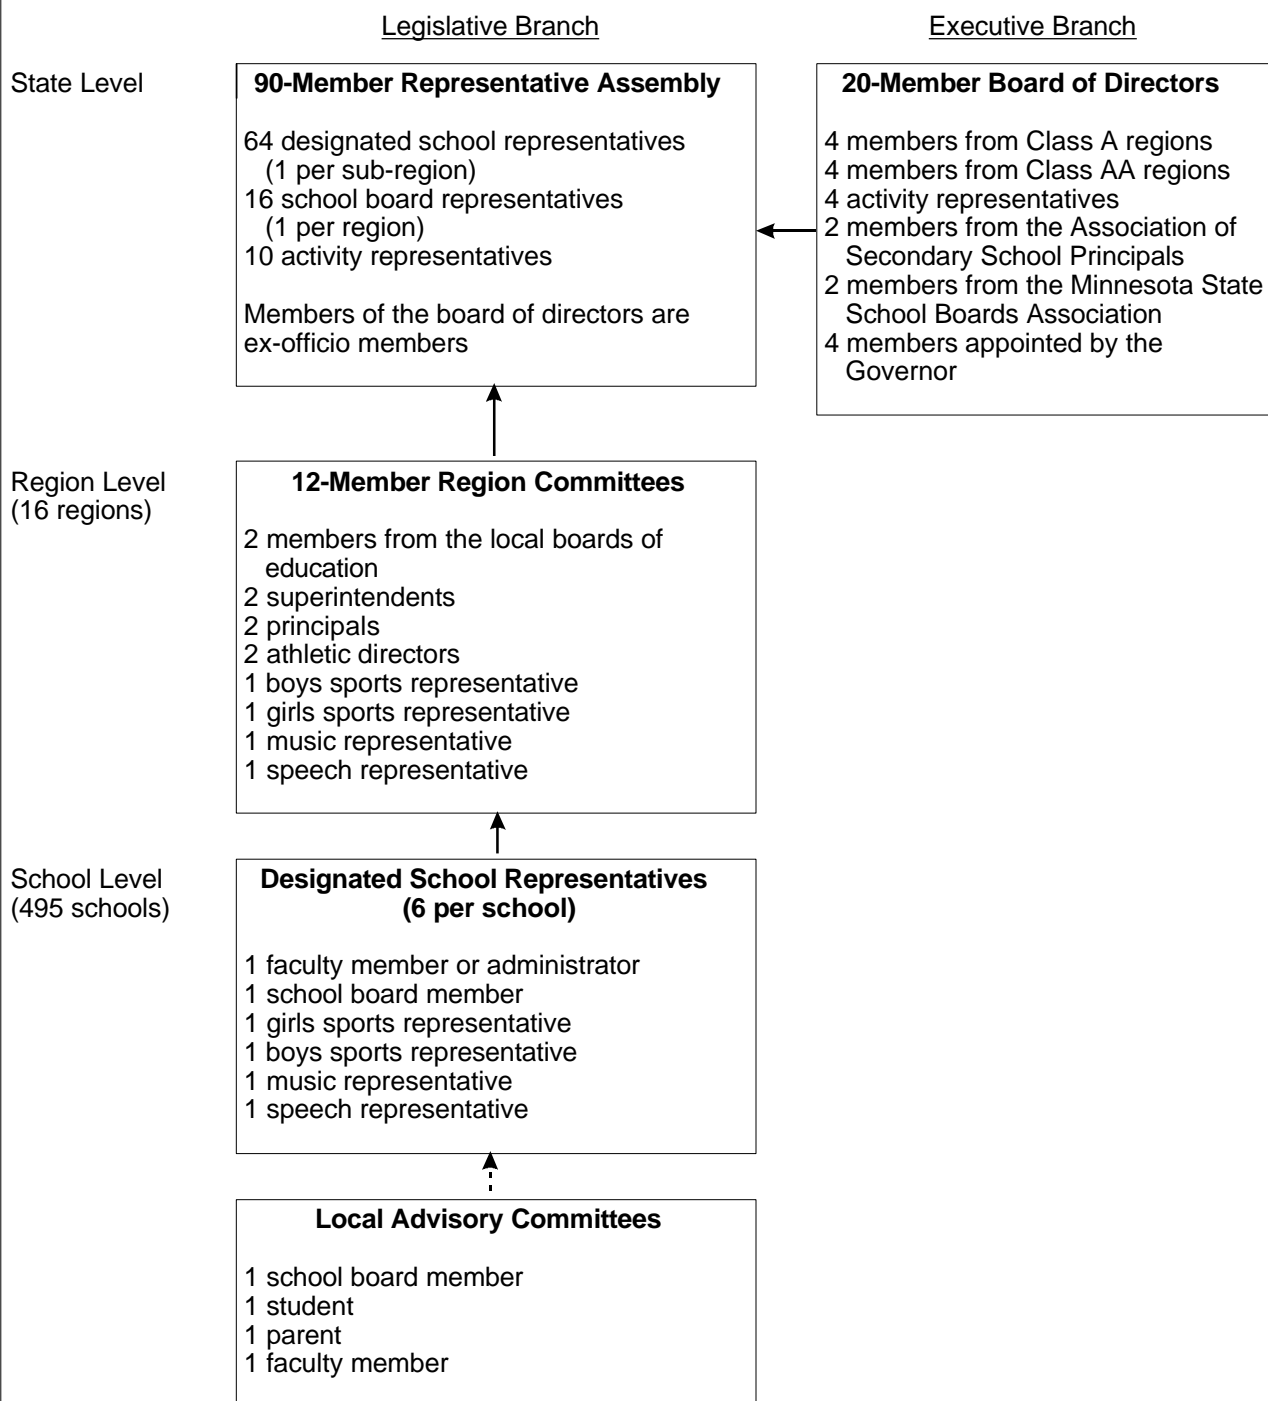 Legislative Branch
Executive Branch
State Level
90-Member Representative Assembly
64 designated school representatives
(1 per sub-region)
16 school board representatives
(1 per region)
10 activity representatives
Members of the board of directors are
ex-officio members
20-Member Board of Directors
4 members from Class A regions
4 members from Class AA regions
4 activity representatives
2 members from the Association of
Secondary School Principals
2 members from the Minnesota State
School Boards Association
4 members appointed by the
Governor
Region Level
(16 regions)
12-Member Region Committees
2 members from the local boards of
education
2 superintendents
2 principals
2 athletic directors
1 boys sports representative
1 girls sports representative
1 music representative
1 speech representative
School Level
(495 schools)
Designated School Representatives
(6 per school)
1 faculty member or administrator
1 school board member
1 girls sports representative
1 boys sports representative
1 music representative
1 speech representative
Local Advisory Committees
1 school board member
1 student
1 parent
1 faculty member